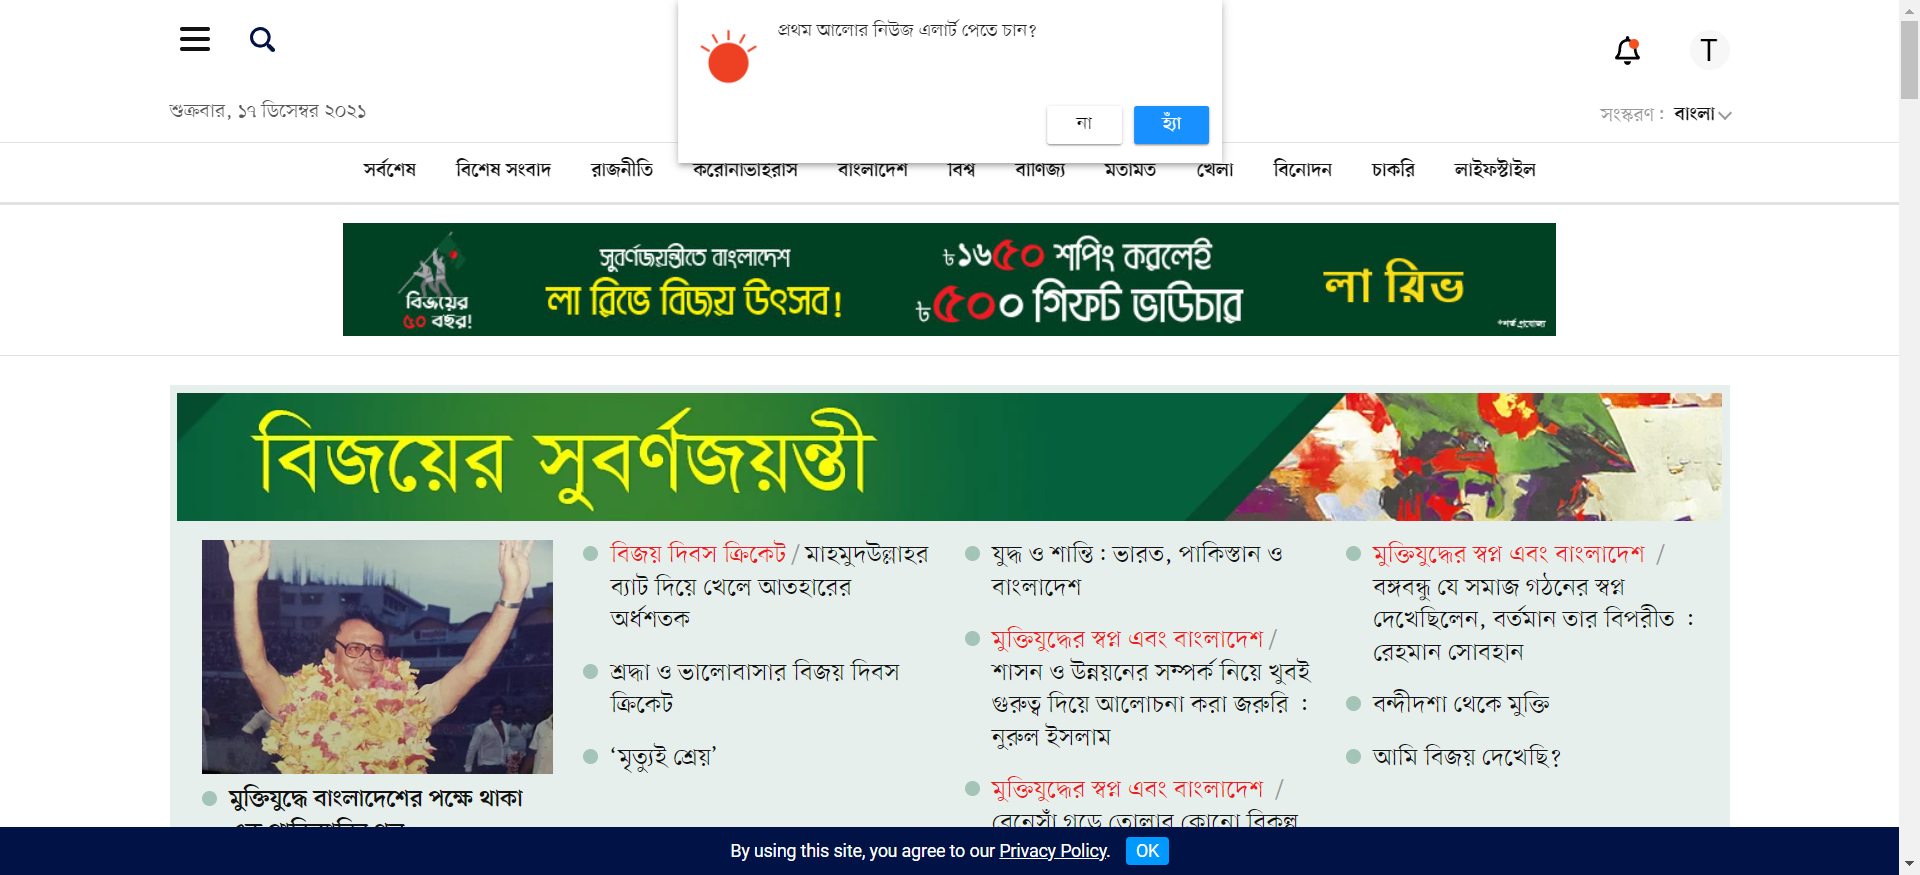 প্রথম আলোর নিউজ এলার্ট পেতে চান?
না
হ্যাঁ
T
শুক্রবার, ১৭ ডিসেম্বর ২০২১
সংস্করণ : বাংলা
সর্বশেষ বিশেষ সংবাদ রাজনীতি করোনাভাইরাস বাংলাদেশ বিশ্ব বাণিজ্য মতামত খেলা বিনোদন চাকরি লাইফস্টাইল
বিজয়ের
৫০ বছর!
সুবর্ণজয়ন্তীতে বাংলাদেশ
লা রিভে বিজয় উৎসব!
৳১৬৫০ শপিং করলেই
৳৫০০ গিফট ভাউচার
লা রিভ
*শর্ত প্রযোজ্য
বিজয়ের সুবর্ণজয়ন্তী
মুক্তিযুদ্ধে বাংলাদেশের পক্ষে থাকা
বিজয় দিবস ক্রিকেট / মাহমুদউল্লাহর
ব্যাট দিয়ে খেলে আতহারের
অর্ধশতক
শ্রদ্ধা ও ভালোবাসার বিজয় দিবস
ক্রিকেট
‘মৃত্যুই শ্রেয়’
যুদ্ধ ও শান্তি : ভারত, পাকিস্তান ও
বাংলাদেশ
মুক্তিযুদ্ধের স্বপ্ন এবং বাংলাদেশ /
শাসন ও উন্নয়নের সম্পর্ক নিয়ে খুবই
গুরুত্ব দিয়ে আলোচনা করা জরুরি :
নুরুল ইসলাম
মুক্তিযুদ্ধের স্বপ্ন এবং বাংলাদেশ /
রেনেসাঁ গড়ে তোলার কোনো বিকল্প
মুক্তিযুদ্ধের স্বপ্ন এবং বাংলাদেশ /
বঙ্গবন্ধু যে সমাজ গঠনের স্বপ্ন
দেখেছিলেন, বর্তমান তার বিপরীত :
রেহমান সোবহান
বন্দীদশা থেকে মুক্তি
আমি বিজয় দেখেছি?
By using this site, you agree to our Privacy Policy. OK